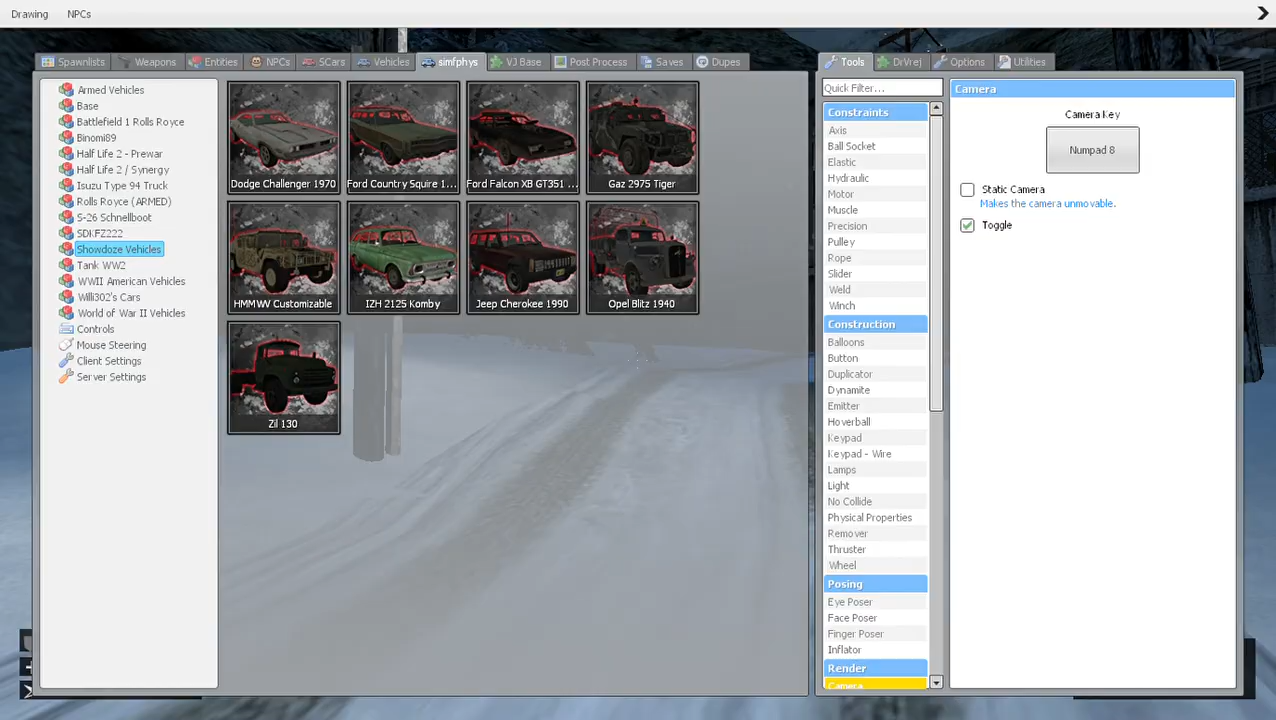 Drawing NPCs
Spawnlists Weapons Entities NPCs SCars Vehicles simfphys VJ Base Post Process Saves Dupes
Armed Vehicles
Base
Battlefield 1 Rolls Royce
Binomi89
Half Life 2 - Prewar
Half Life 2 / Synergy
Isuzu Type 94 Truck
Rolls Royce (ARMED)
S-26 Schnellboot
SDKFZ222
Showdoze Vehicles
Tank WW2
WWII American Vehicles
Willi302's Cars
World of War II Vehicles
Controls
Mouse Steering
Client Settings
Server Settings
Dodge Challenger 1970
Ford Country Squire 1...
Ford Falcon XB GT351 ...
Gaz 2975 Tiger
HMMWV Customizable
IZH 2125 Komby
Jeep Cherokee 1990
Opel Blitz 1940
Zil 130
Tools DrVrej Options Utilities
Quick Filter...
Constraints
Axis
Ball Socket
Elastic
Hydraulic
Motor
Muscle
Precision
Pulley
Rope
Slider
Weld
Winch
Construction
Balloons
Button
Duplicator
Dynamite
Emitter
Hoverball
Keypad
Keypad - Wire
Lamps
Light
No Collide
Physical Properties
Remover
Thruster
Wheel
Posing
Eye Poser
Face Poser
Finger Poser
Inflator
Render
Camera
Camera
Camera Key
Numpad 8
Static Camera
Makes the camera unmovable.
Toggle